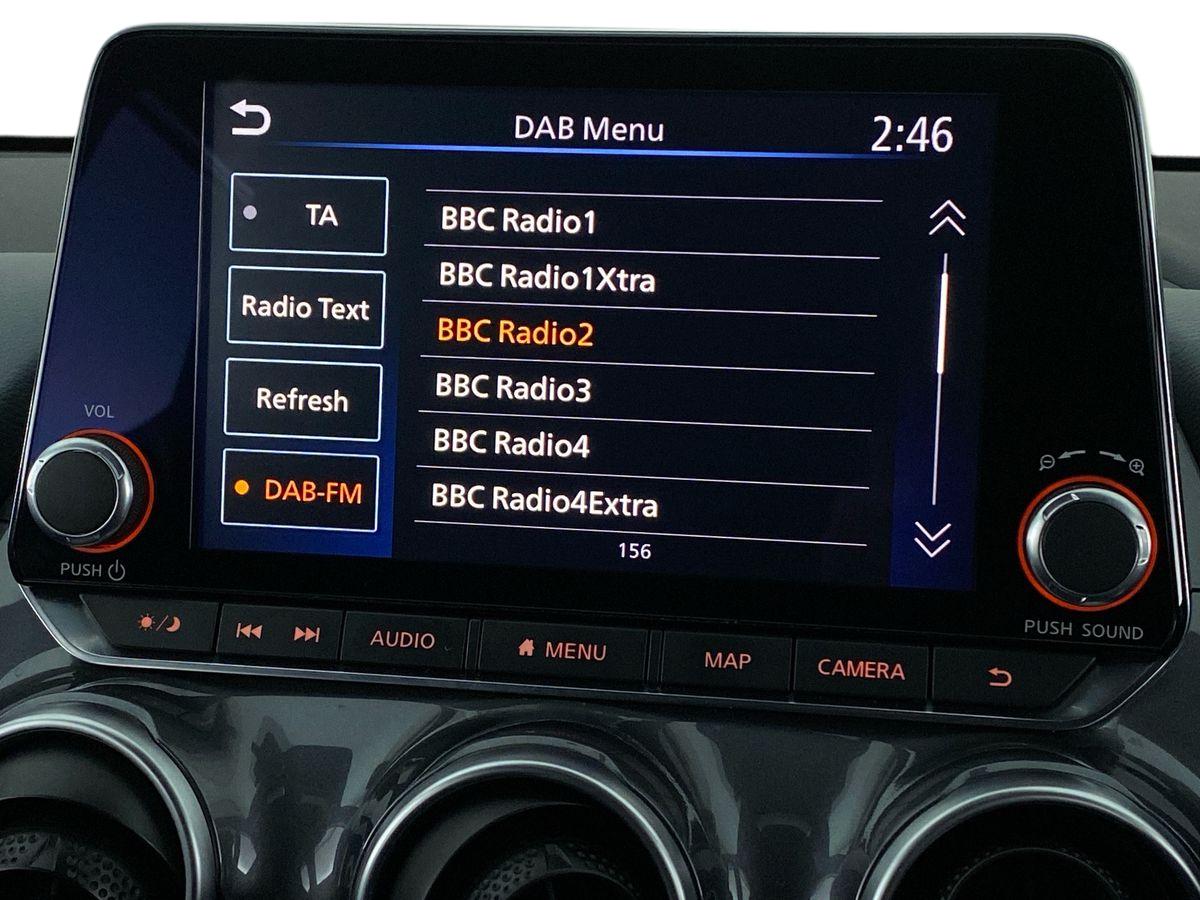 DAB Menu
2:46
TA
Radio Text
Refresh
DAB-FM
BBC Radio1
BBC Radio1Xtra
BBC Radio2
BBC Radio3
BBC Radio4
BBC Radio4Extra
156
VOL
PUSH
PUSH SOUND
AUDIO
MENU
MAP
CAMERA